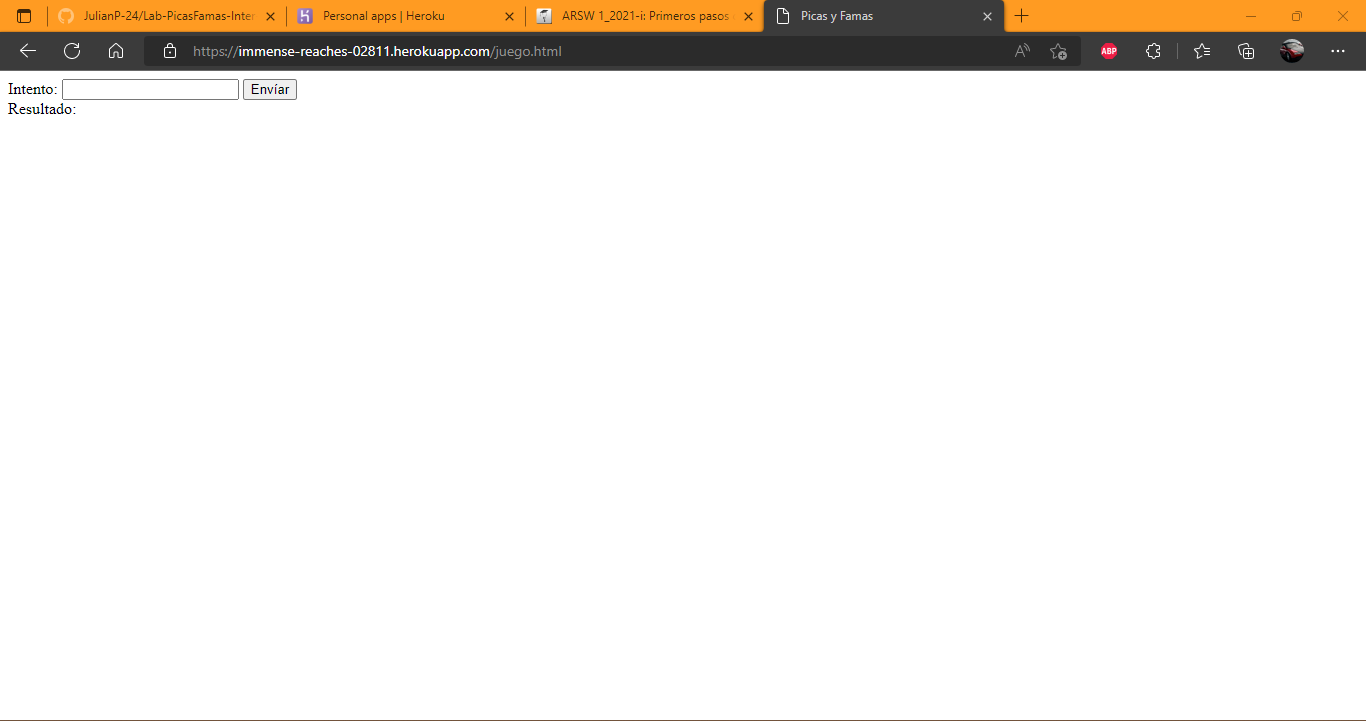 JulianP-24/Lab-PicasFamas-Inter
Personal apps | Heroku
ARSW 1_2021-i: Primeros pasos
Picas y Famas
https://immense-reaches-02811.herokuapp.com/juego.html
ABP
Intento:
Envíar
Resultado: